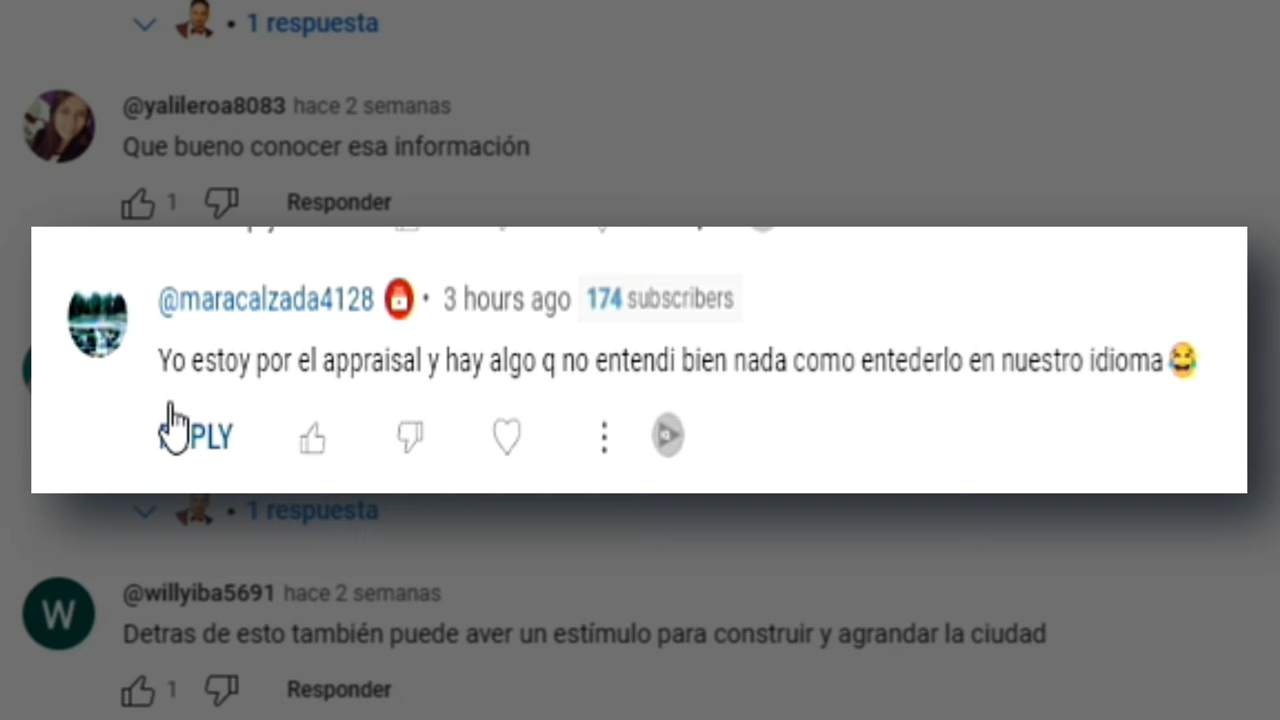 1 respuesta
@yalileroa8083 hace 2 semanas
Que bueno conocer esa información
1 Responder
@maracalzada4128 • 3 hours ago 174 subscribers
Yo estoy por el appraisal y hay algo q no entendi bien nada como entederlo en nuestro idioma😂
PLY
1 respuesta
W
@willyiba5691 hace 2 semanas
Detras de esto también puede aver un estímulo para construir y agrandar la ciudad
1 Responder